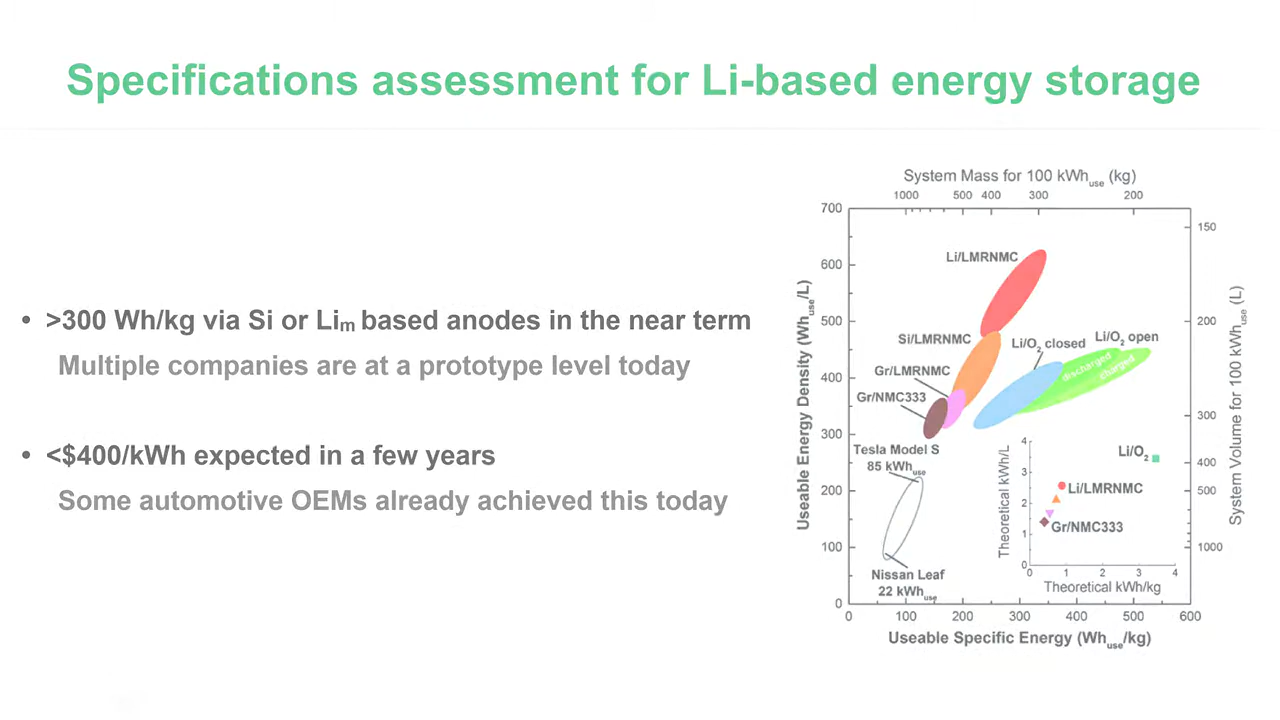 Specifications assessment for Li-based energy storage
• >300 Wh/kg via Si or Liₘ based anodes in the near term
Multiple companies are at a prototype level today
• <$400/kWh expected in a few years
Some automotive OEMs already achieved this today
System Mass for 100 kWh_use (kg)
1000 500 400 300 200
Useable Energy Density (Wh_use/L)
700
600
500
400
300
200
100
0
Li/LMRNMC
Si/LMRNMC
Li/O₂ closed
Li/O₂ open
discharged
charged
Gr/LMRNMC
Gr/NMC333
Tesla Model S
85 kWh_use
Nissan Leaf
22 kWh_use
Theoretical kWh/L
4
3
2
1
0
Li/O₂
Li/LMRNMC
Gr/NMC333
0 1 2 3 4
Theoretical kWh/kg
150
200
300
400
500
1000
System Volume for 100 kWh_use (L)
0 100 200 300 400 500 600
Useable Specific Energy (Wh_use/kg)